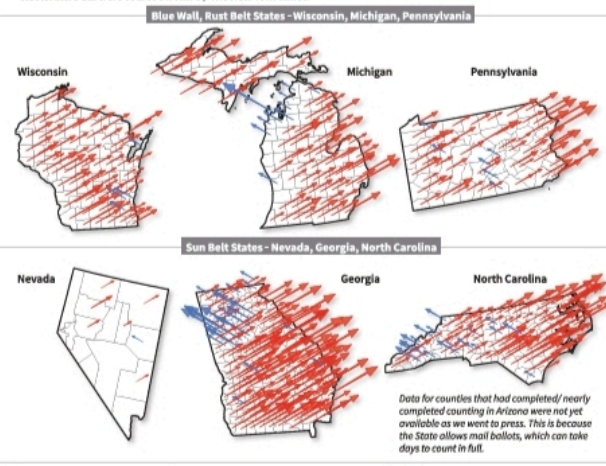 Blue Wall, Rust Belt States - Wisconsin, Michigan, Pennsylvania
Wisconsin
Michigan
Pennsylvania
Sun Belt States - Nevada, Georgia, North Carolina
Nevada
Georgia
North Carolina
Data for counties that had completed/nearly
completed counting in Arizona were not yet
available as we went to press. This is because
the State allows mail ballots, which can take
days to count in full.